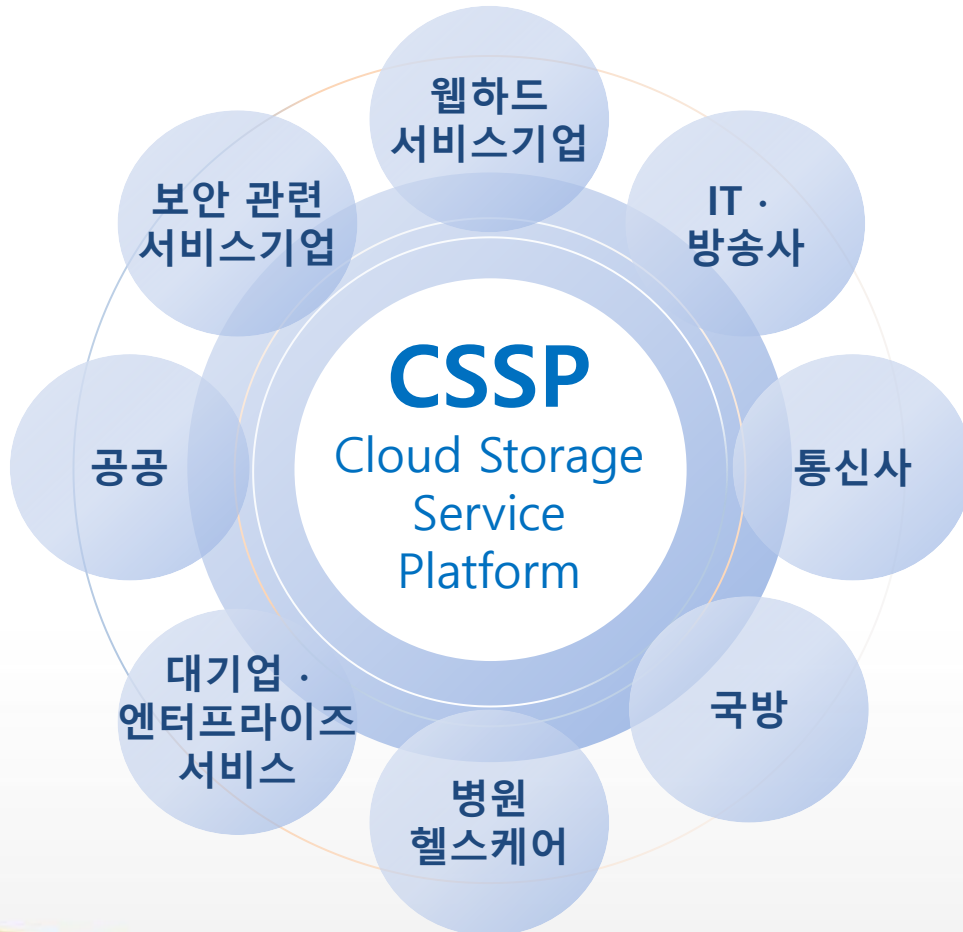 웹하드
서비스기업
보안 관련
서비스기업
IT ·
방송사
CSSP
Cloud Storage
Service
Platform
공공
통신사
대기업 ·
엔터프라이즈
서비스
국방
병원
헬스케어